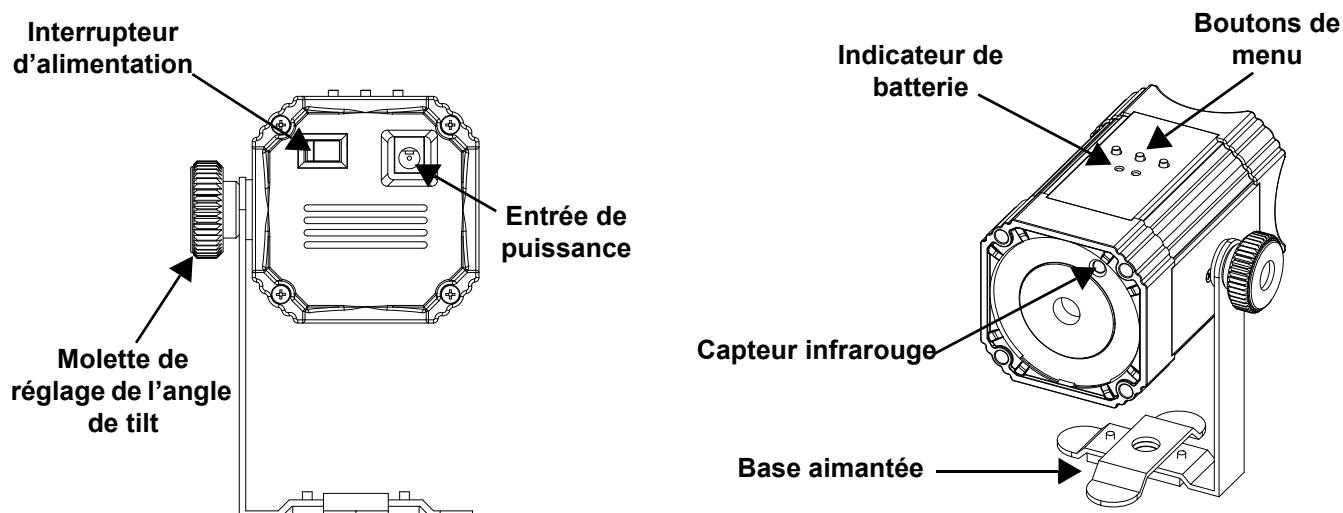 Interrupteur
d’alimentation
Entrée de
puissance
Molette de
réglage de l’angle
de tilt
Indicateur de
batterie
Boutons de
menu
Capteur infrarouge
Base aimantée